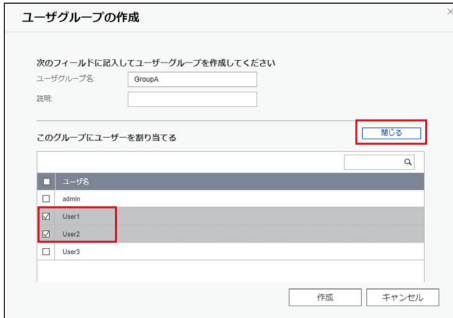 ユーザグループの作成
×
次のフィールドに記入してユーザーグループを作成してください
ユーザグループ名: GroupA
説明:
このグループにユーザーを割り当てる 閉じる
ユーザ名
admin
User1
User2
User3
作成 キャンセル